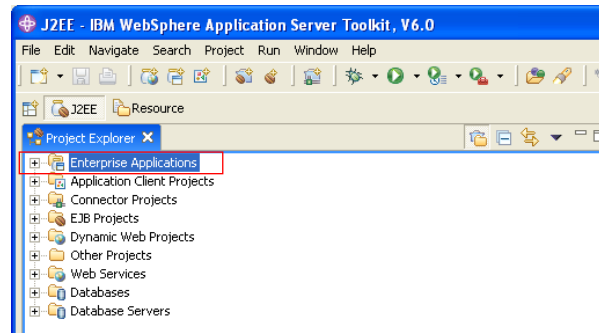 J2EE - IBM WebSphere Application Server Toolkit, V6.0
File Edit Navigate Search Project Run Window Help
J2EE Resource
Project Explorer
Enterprise Applications
Application Client Projects
Connector Projects
EJB Projects
Dynamic Web Projects
Other Projects
Web Services
Databases
Database Servers